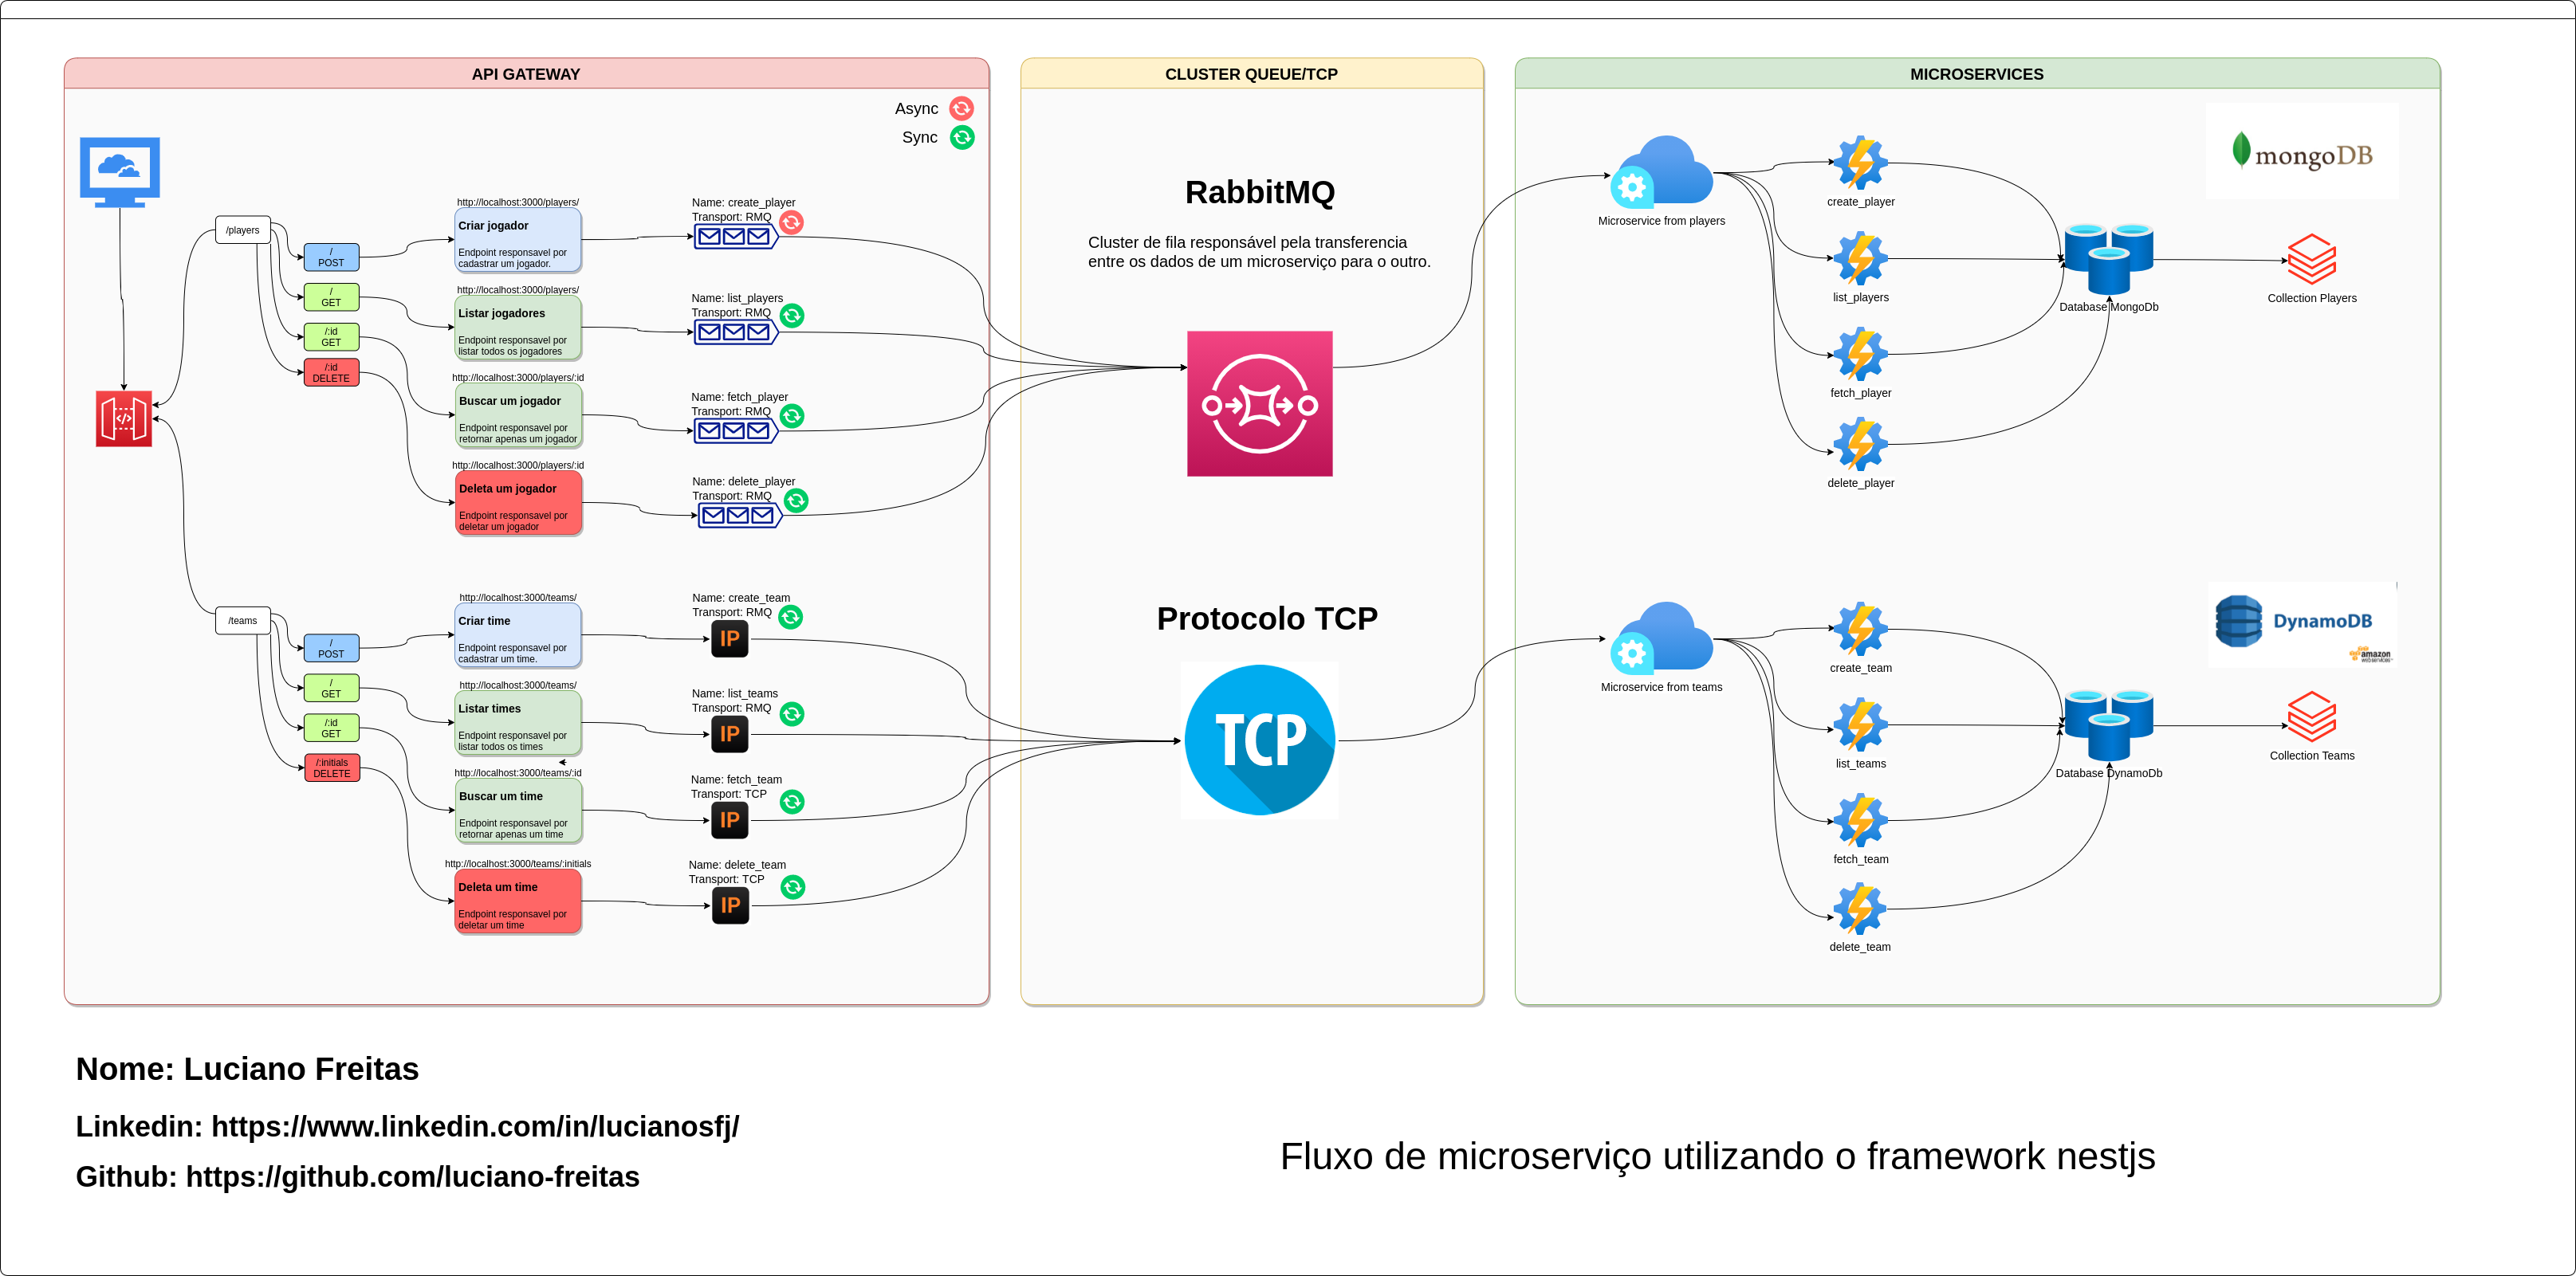 API GATEWAY
Async
Sync
/players
/
POST
/
GET
/:id
GET
/:id
DELETE
http://localhost:3000/players/
Criar jogador
Endpoint responsavel por
cadastrar um jogador.
http://localhost:3000/players/
Listar jogadores
Endpoint responsavel por
listar todos os jogadores
http://localhost:3000/players/:id
Buscar um jogador
Endpoint responsavel por
retornar apenas um jogador
http://localhost:3000/players/:id
Deleta um jogador
Endpoint responsavel por
deletar um jogador
Name: create_player
Transport: RMQ
Name: list_players
Transport: RMQ
Name: fetch_player
Transport: RMQ
Name: delete_player
Transport: RMQ
/teams
/
POST
/
GET
/:id
GET
/:initials
DELETE
http://localhost:3000/teams/
Criar time
Endpoint responsavel por
cadastrar um time.
http://localhost:3000/teams/
Listar times
Endpoint responsavel por
listar todos os times
http://localhost:3000/teams/:id
Buscar um time
Endpoint responsavel por
retornar apenas um time
http://localhost:3000/teams/:initials
Deleta um time
Endpoint responsavel por
deletar um time
Name: create_team
Transport: RMQ
IP
Name: list_teams
Transport: RMQ
IP
Name: fetch_team
Transport: TCP
IP
Name: delete_team
Transport: TCP
IP
CLUSTER QUEUE/TCP
RabbitMQ
Cluster de fila responsável pela transferencia
entre os dados de um microserviço para o outro.
Protocolo TCP
TCP
MICROSERVICES
mongoDB
Microservice from players
create_player
list_players
fetch_player
delete_player
Database MongoDb
Collection Players
DynamoDB
amazon
web services
Microservice from teams
create_team
list_teams
fetch_team
delete_team
Database DynamoDb
Collection Teams
Nome: Luciano Freitas
Linkedin: https://www.linkedin.com/in/lucianosfj/
Github: https://github.com/luciano-freitas
Fluxo de microserviço utilizando o framework nestjs